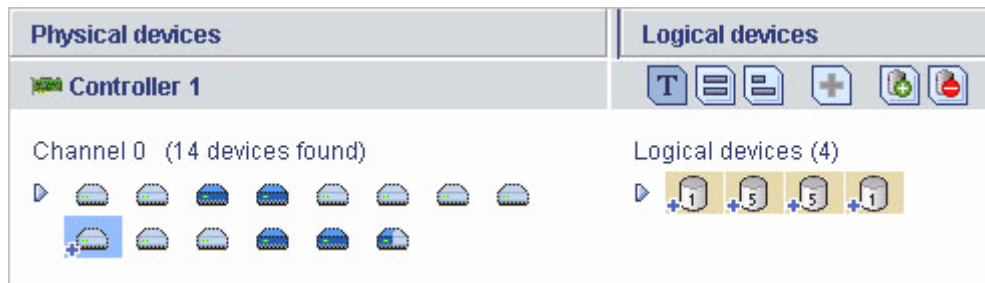 Physical devices
Logical devices
Controller 1
T
Channel 0 (14 devices found)
Logical devices (4)
1 5 5 1